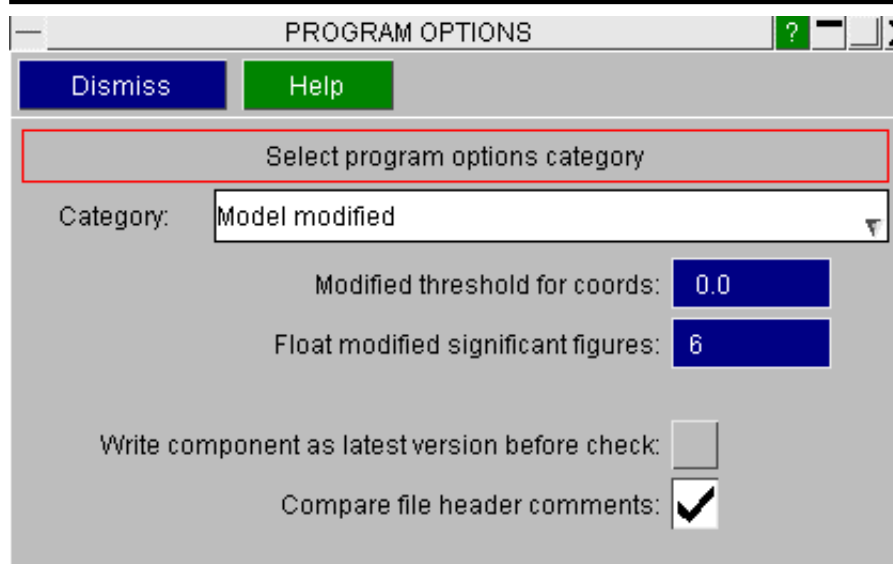 PROGRAM OPTIONS ?
Dismiss Help
Select program options category
Category: Model modified
Modified threshold for coords: 0.0
Float modified significant figures: 6
Write component as latest version before check:
Compare file header comments: